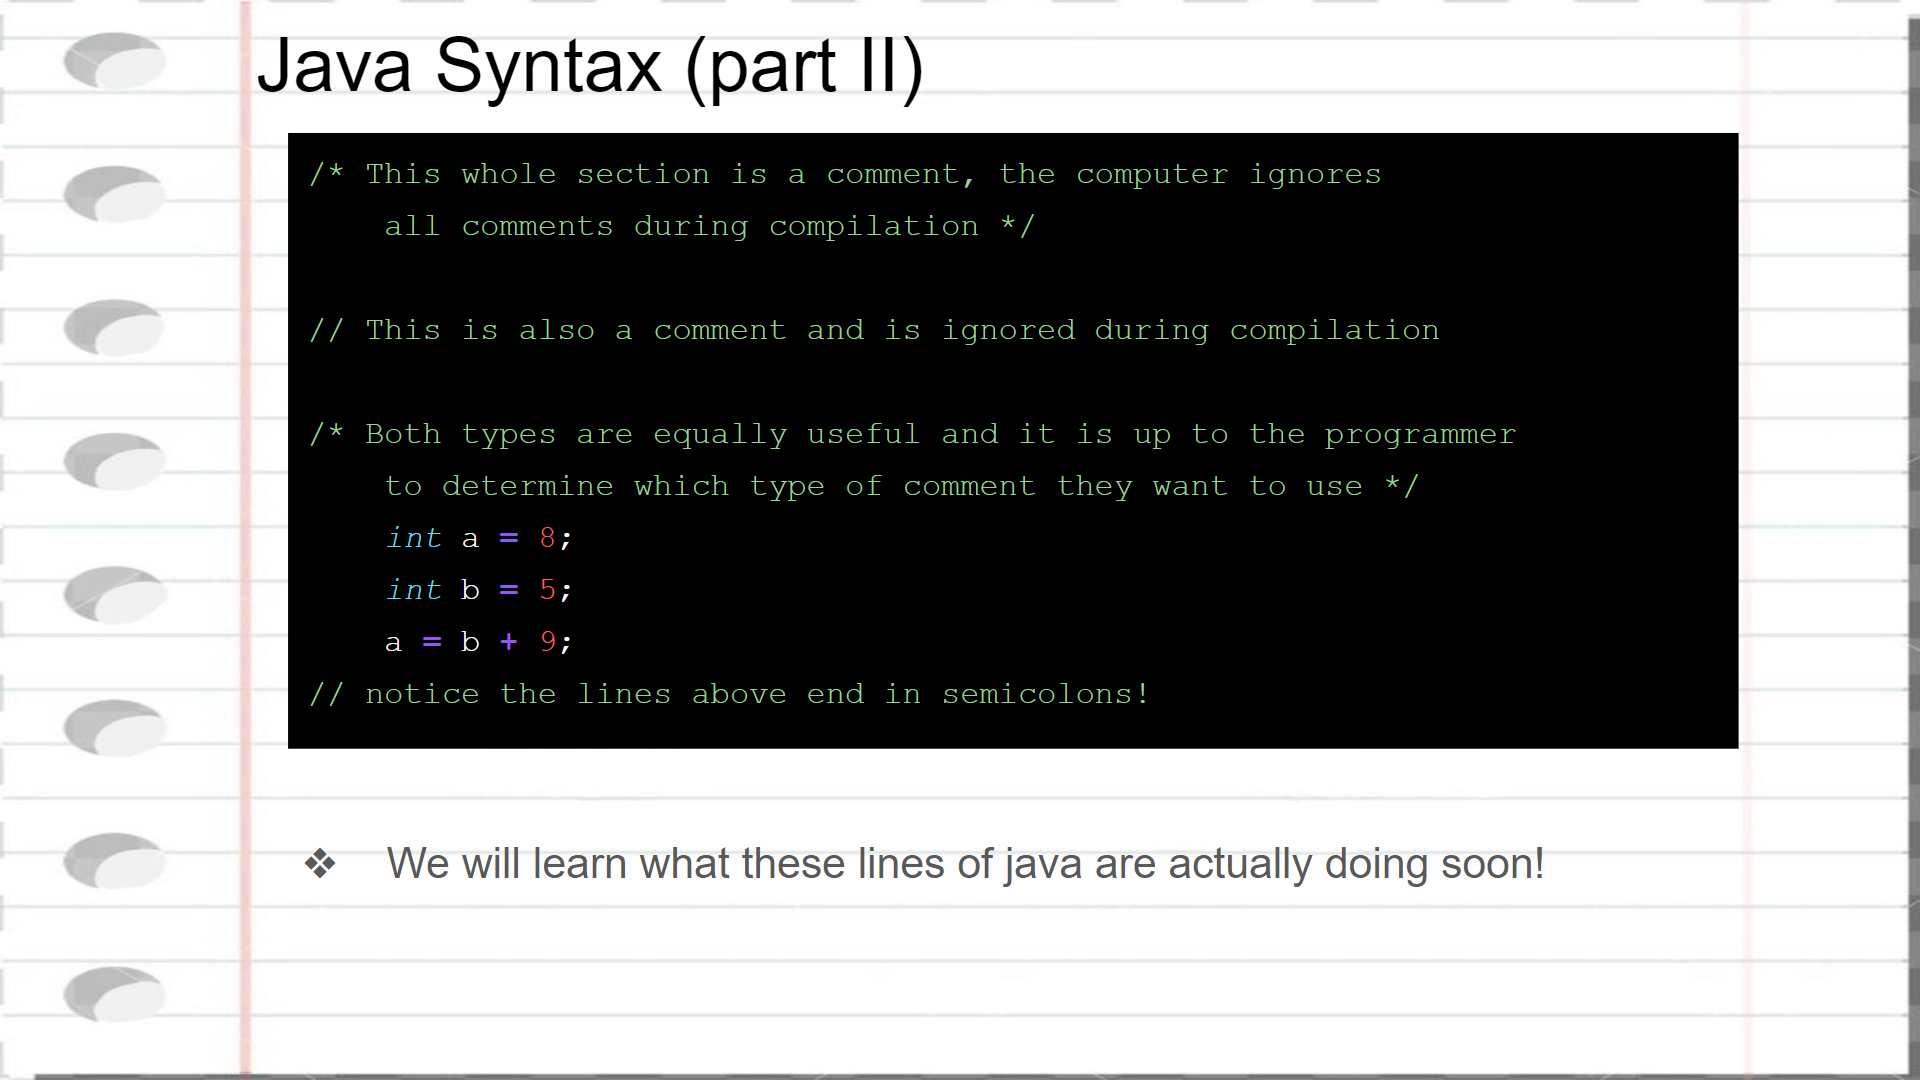 Java Syntax (part II)
/* This whole section is a comment, the computer ignores
all comments during compilation */
// This is also a comment and is ignored during compilation
/* Both types are equally useful and it is up to the programmer
to determine which type of comment they want to use */
int a = 8;
int b = 5;
a = b + 9;
// notice the lines above end in semicolons!
❖ We will learn what these lines of java are actually doing soon!